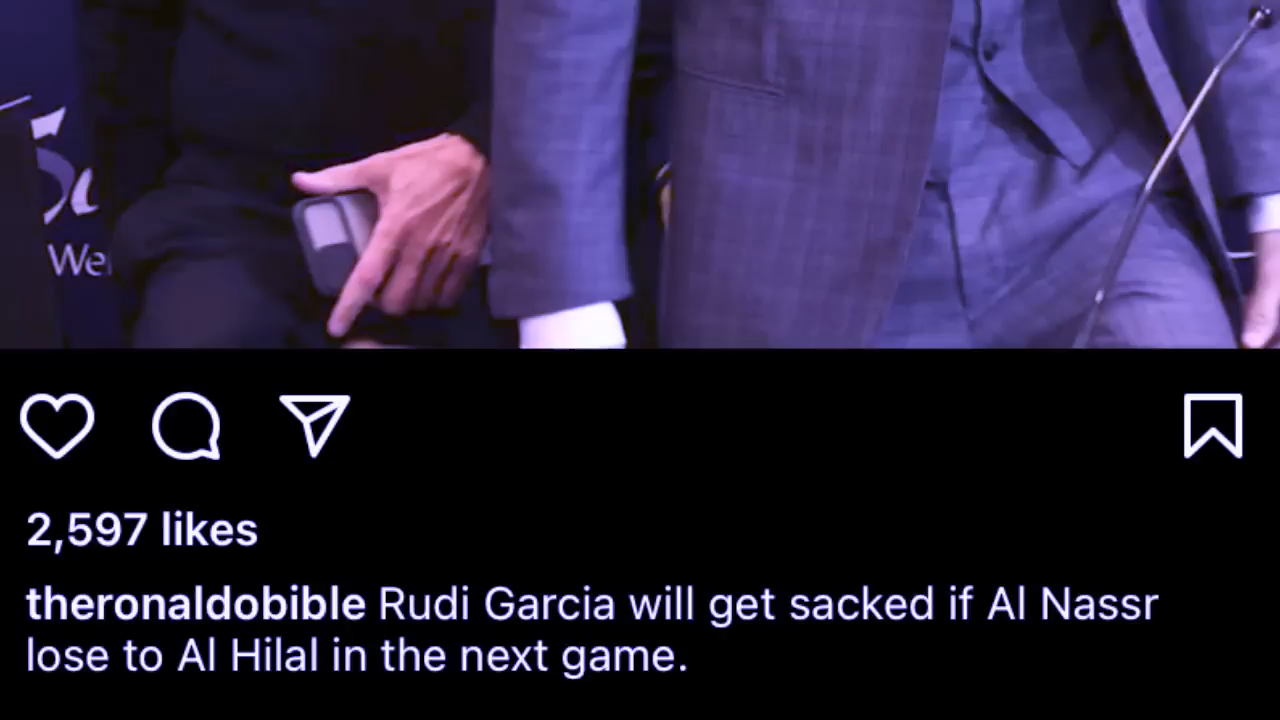 We
2,597 likes
theronaldobible Rudi Garcia will get sacked if Al Nassr
lose to Al Hilal in the next game.